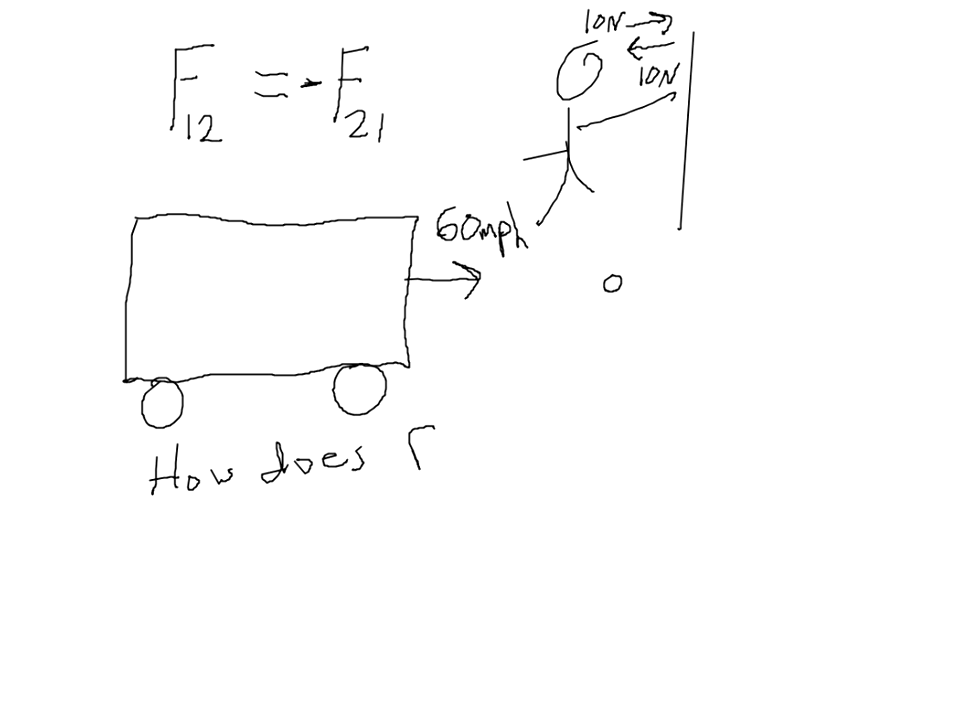 F12 = -F21
10N
10N
60mph
How does